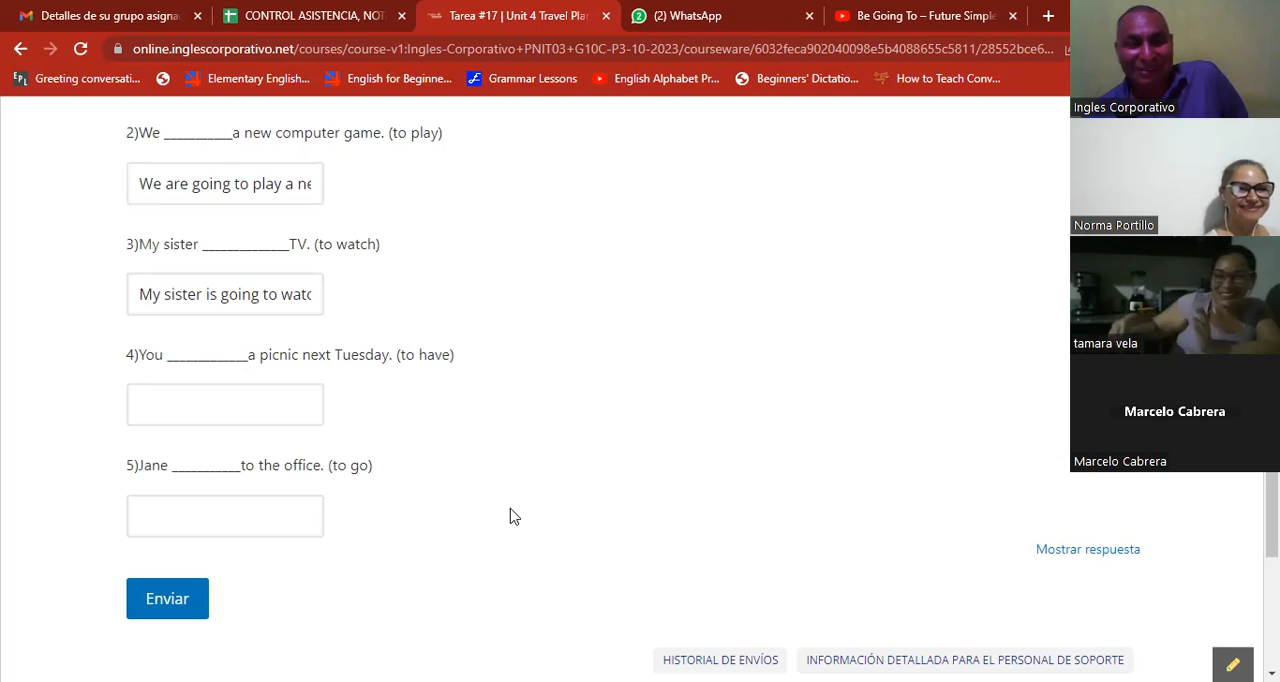 Detalles de su grupo asigna
CONTROL ASISTENCIA, NOT
Tarea #17 | Unit 4 Travel Pla
(2) WhatsApp
Be Going To – Future Simple
online.inglescorporativo.net/courses/course-v1:Ingles-Corporativo+PNIT03+G10C-P3-10-2023/courseware/6032feca902040098e5b4088655c5811/28552bce6...
Greeting conversati...
Elementary English...
English for Beginne...
Grammar Lessons
English Alphabet Pr...
Beginners' Dictatio...
How to Teach Conv...
Ingles Corporativo
2)We __________a new computer game. (to play)
We are going to play a ne
Norma Portillo
3)My sister _____________TV. (to watch)
My sister is going to watc
tamara vela
4)You ____________a picnic next Tuesday. (to have)
Marcelo Cabrera
Marcelo Cabrera
5)Jane __________to the office. (to go)
Mostrar respuesta
Enviar
HISTORIAL DE ENVÍOS
INFORMACIÓN DETALLADA PARA EL PERSONAL DE SOPORTE